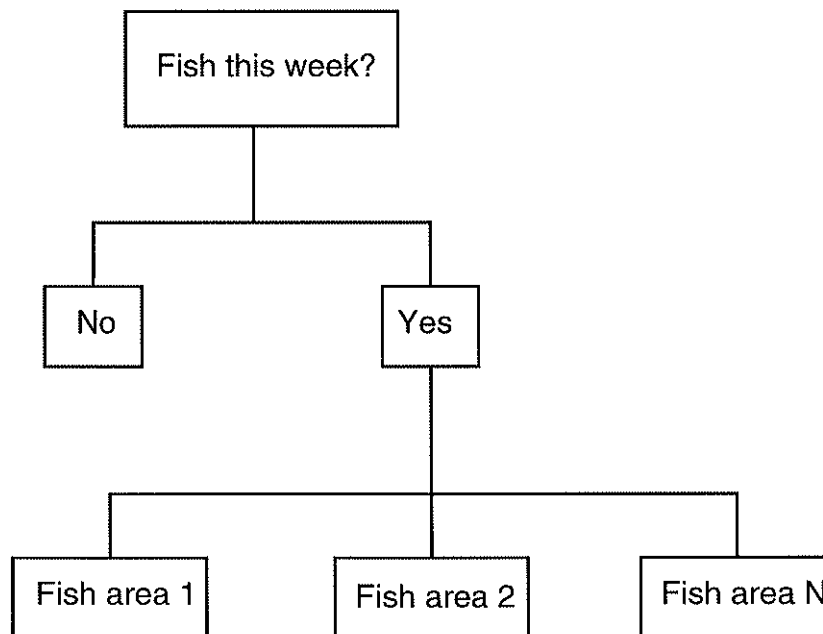 Fish this week?
No
Yes
Fish area 1
Fish area 2
Fish area N